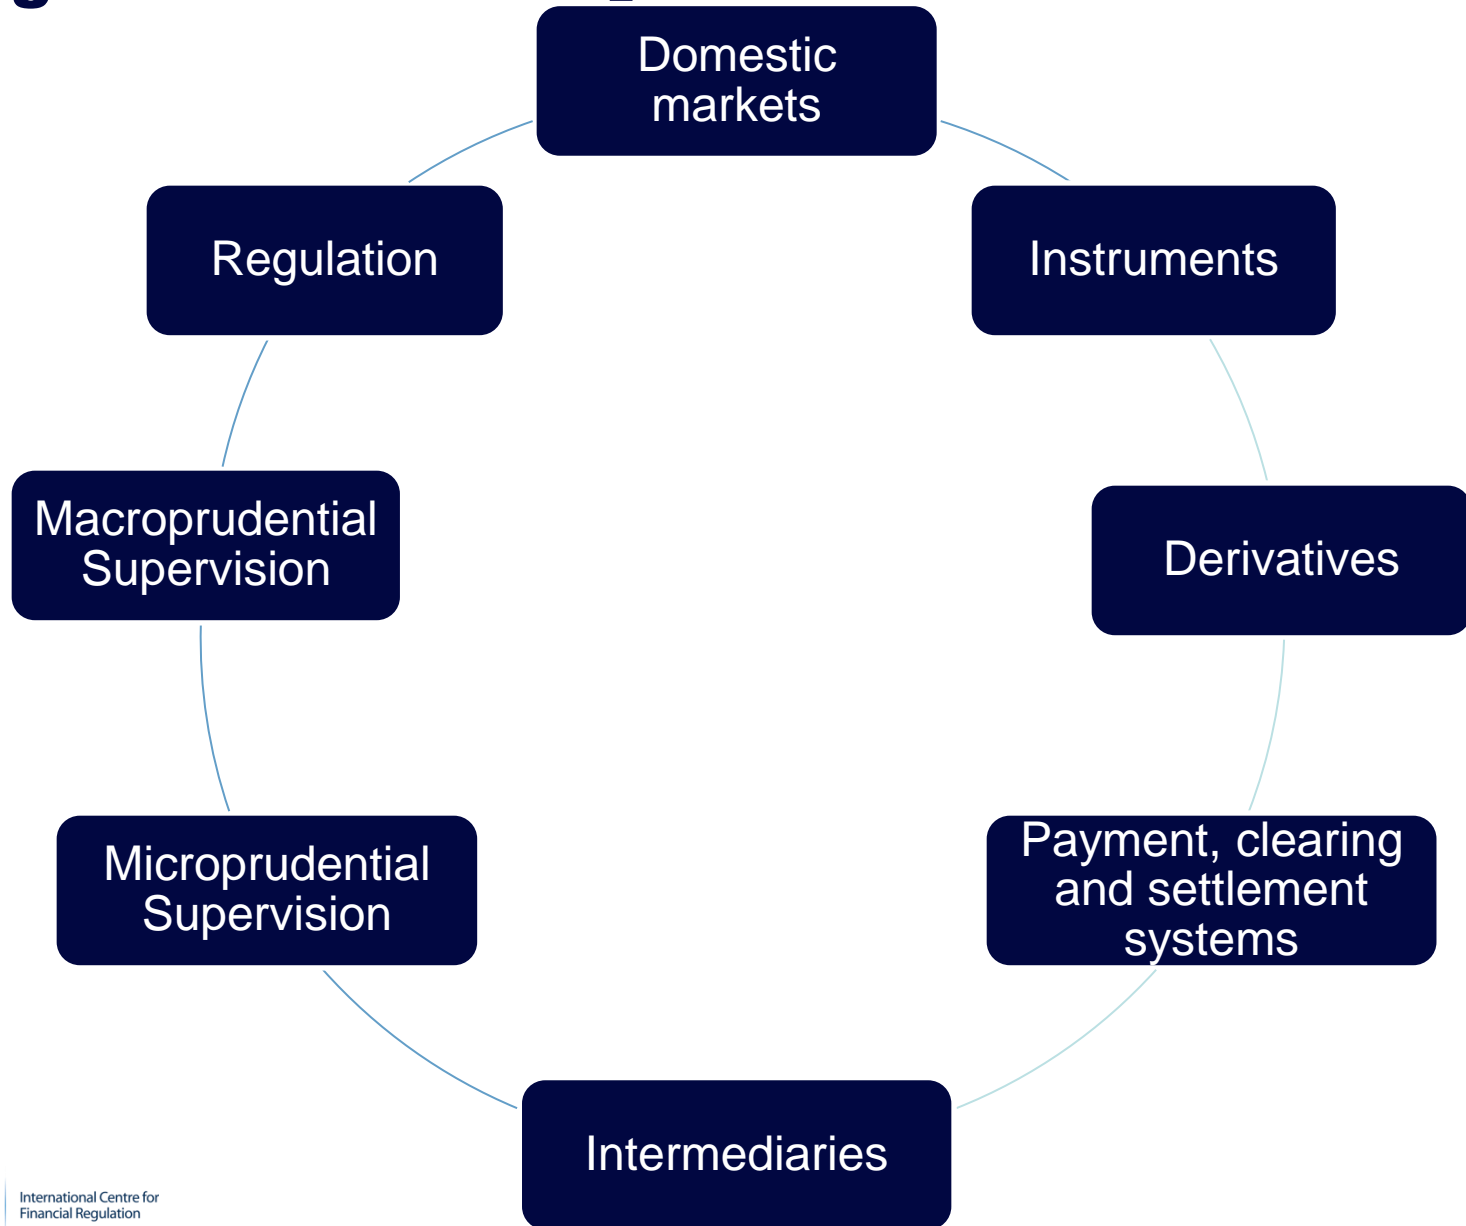 Domestic
markets
Instruments
Derivatives
Payment, clearing
and settlement
systems
Intermediaries
Microprudential
Supervision
Macroprudential
Supervision
Regulation
International Centre for
Financial Regulation